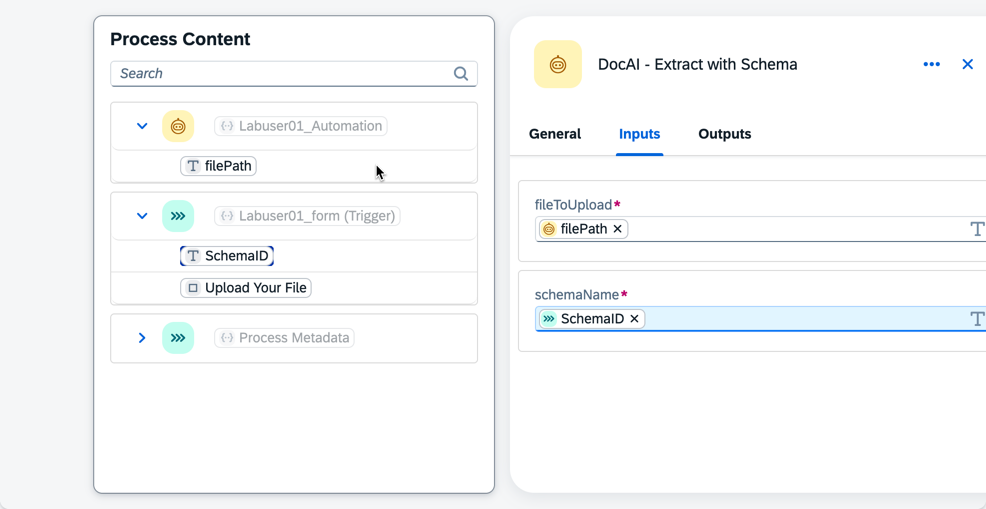 Process Content
Search
Labuser01_Automation
filePath
Labuser01_form (Trigger)
SchemaID
Upload Your File
Process Metadata
DocAI - Extract with Schema
General Inputs Outputs
fileToUpload*
filePath
schemaName*
SchemaID